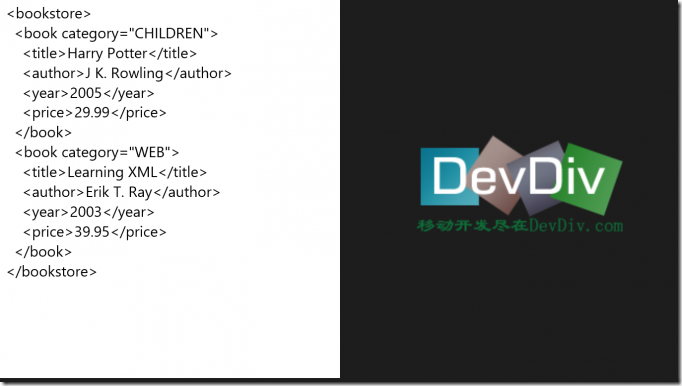 <bookstore>
  <book category="CHILDREN">
    <title>Harry Potter</title>
    <author>J K. Rowling</author>
    <year>2005</year>
    <price>29.99</price>
  </book>
  <book category="WEB">
    <title>Learning XML</title>
    <author>Erik T. Ray</author>
    <year>2003</year>
    <price>39.95</price>
  </book>
</bookstore>
DevDiv
移动开发尽在DevDiv.com